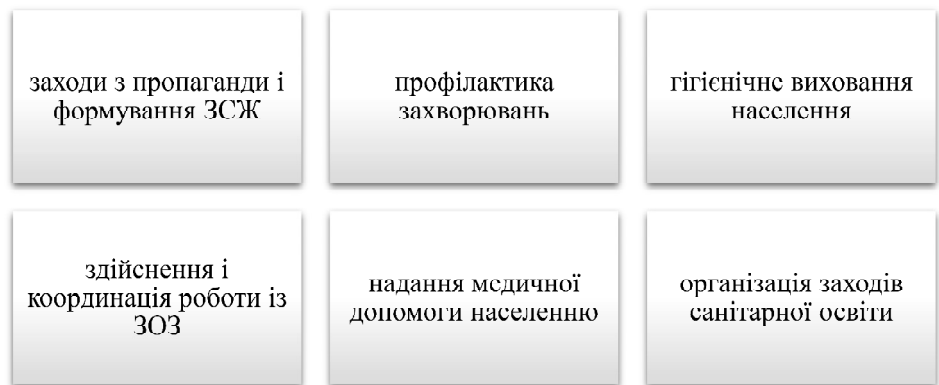 заходи з пропаганди і
формування ЗСЖ
профілактика
захворювань
гігієнічне виховання
населення
здійснення і
координація роботи із
ЗОЗ
надання медичної
допомоги населенню
організація заходів
санітарної освіти